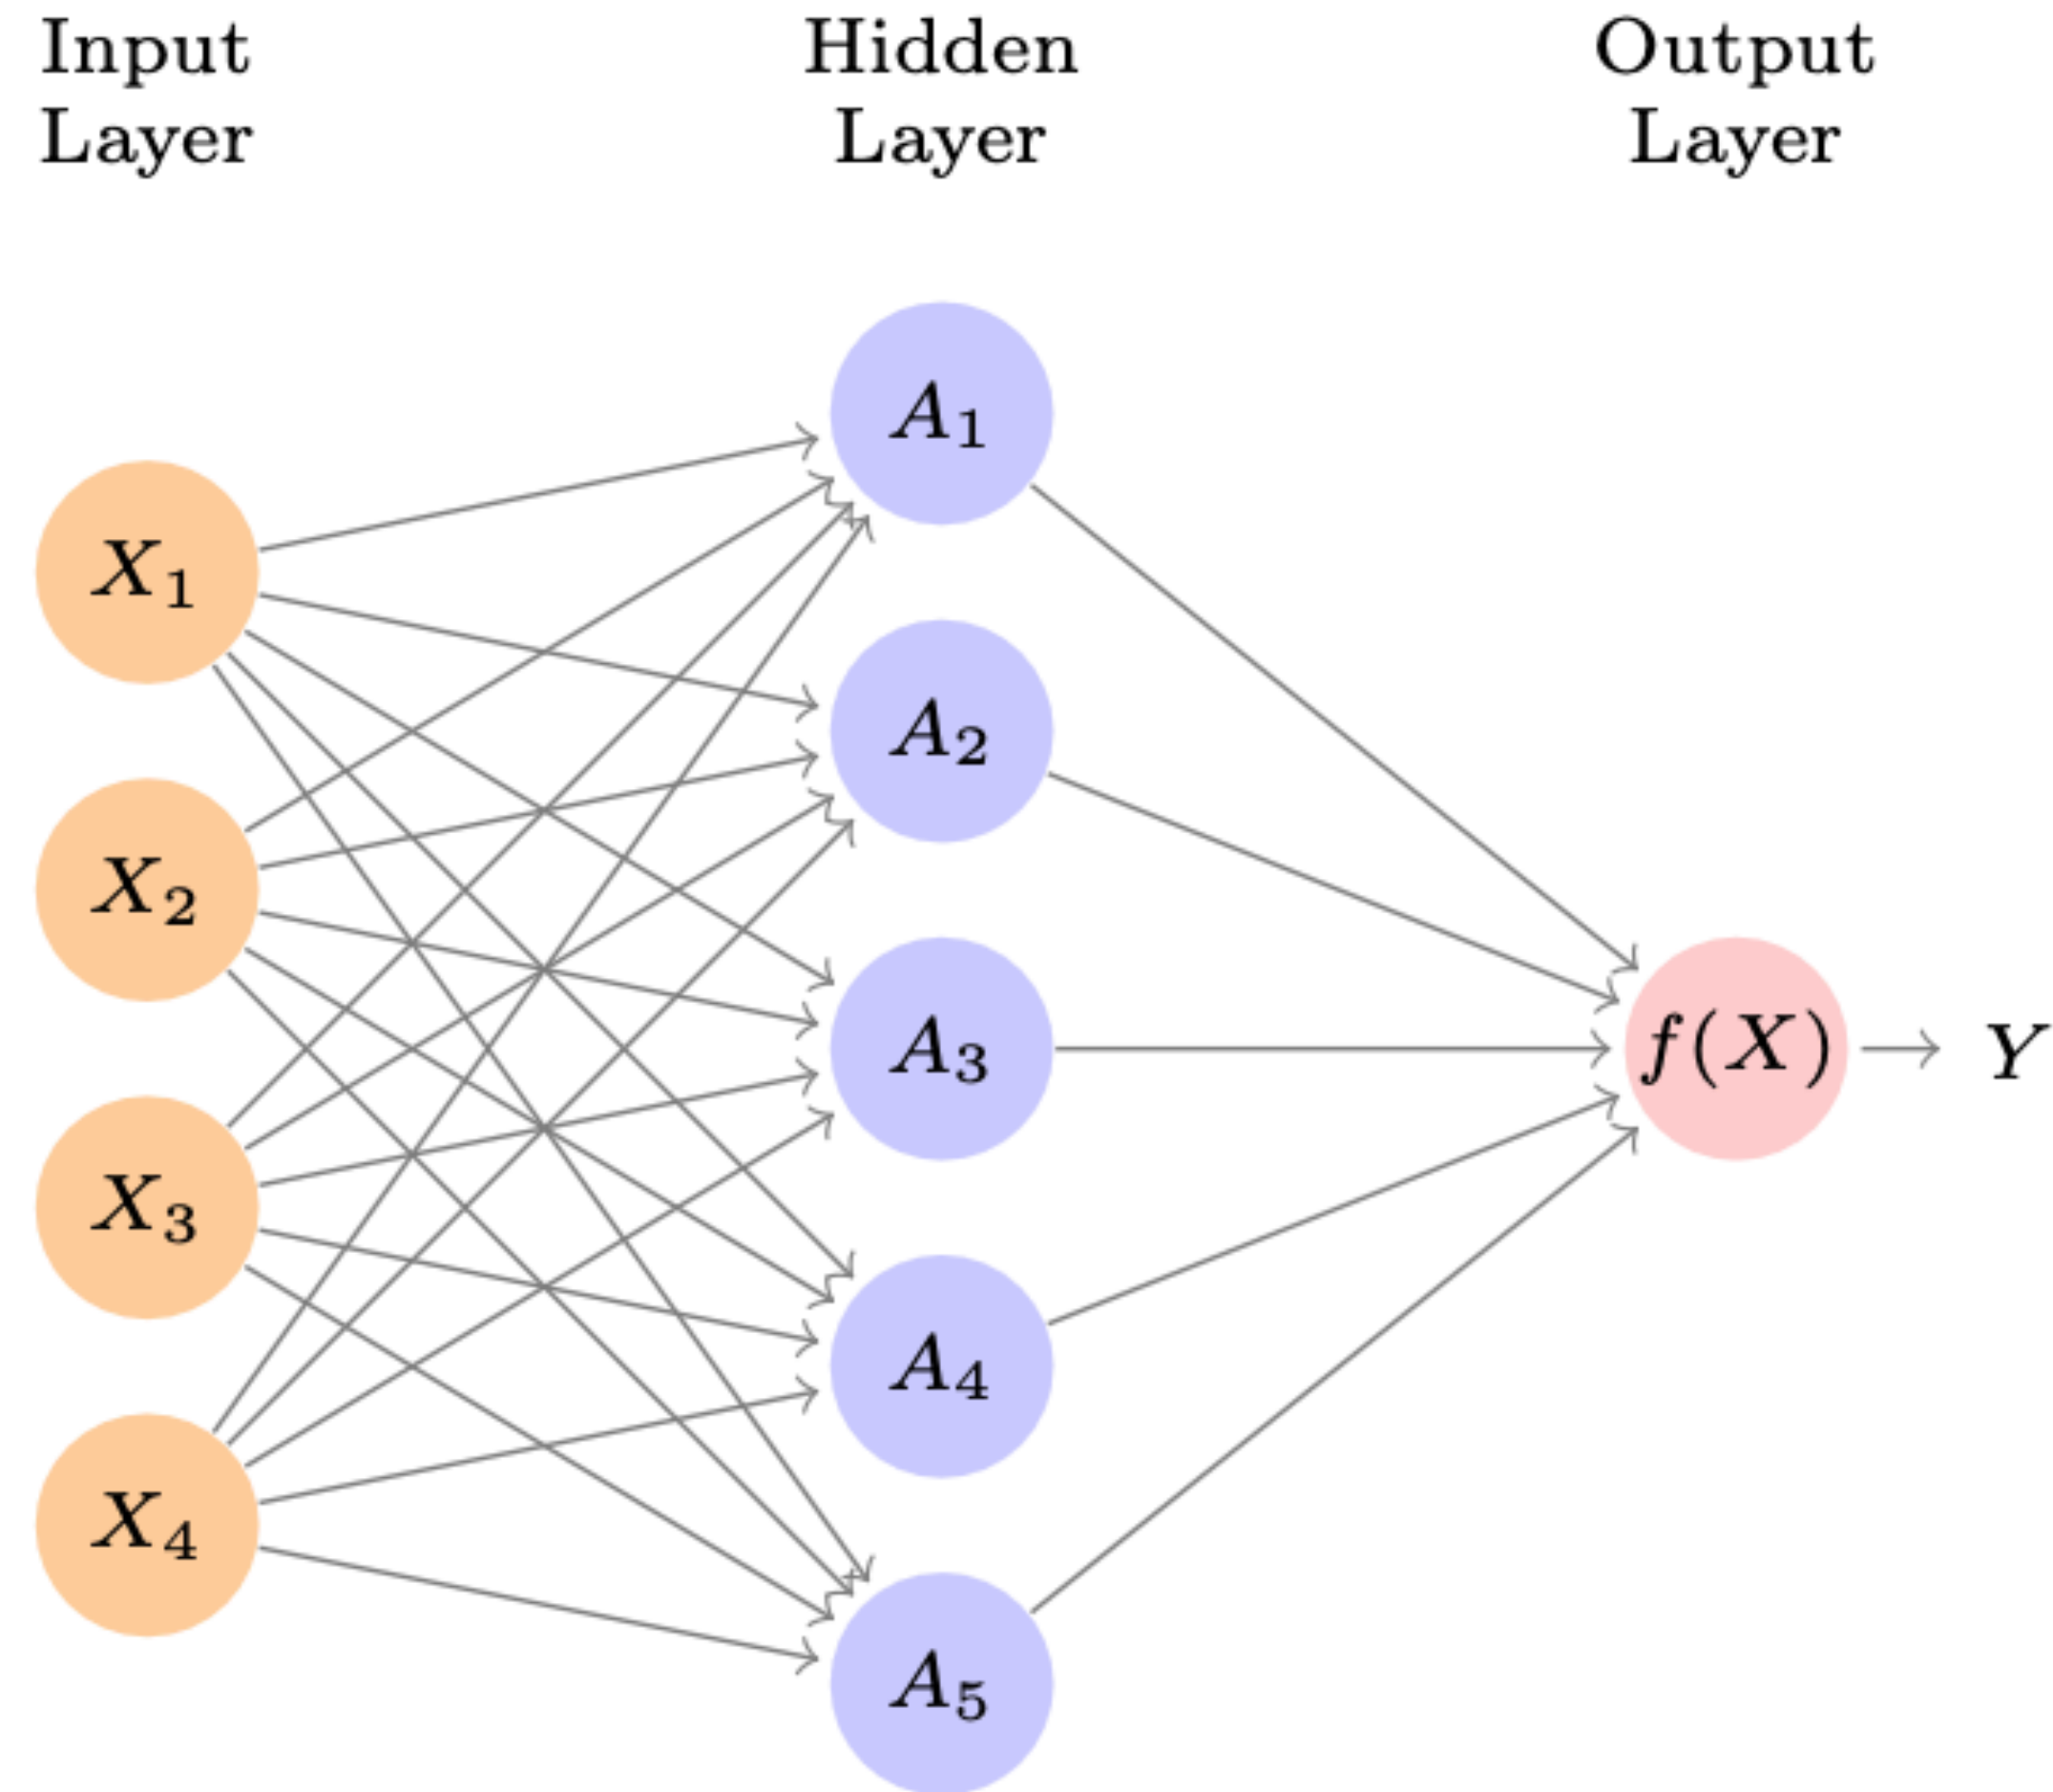 Input
Layer
Hidden
Layer
Output
Layer
X₁
X₂
X₃
X₄
A₁
A₂
A₃
A₄
A₅
f(X)
Y